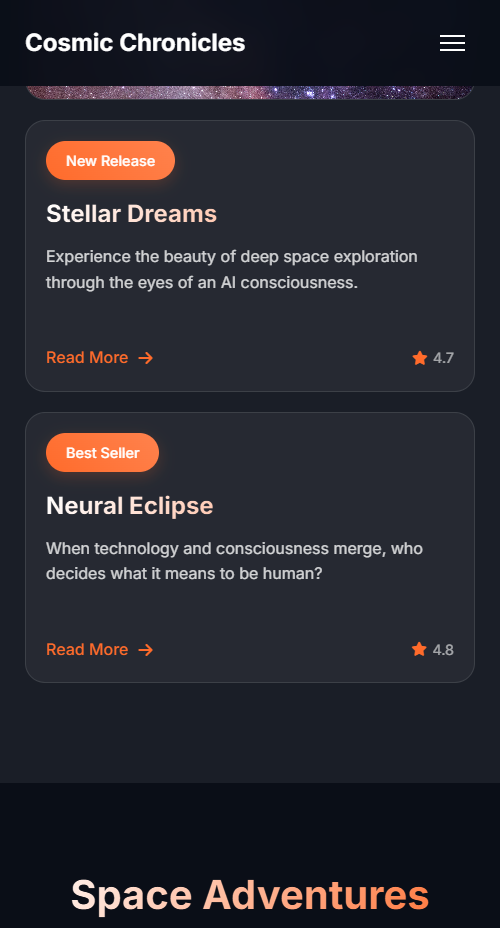 Cosmic Chronicles
New Release
Stellar Dreams
Experience the beauty of deep space exploration
through the eyes of an AI consciousness.
Read More
4.7
Best Seller
Neural Eclipse
When technology and consciousness merge, who
decides what it means to be human?
Read More
4.8
Space Adventures